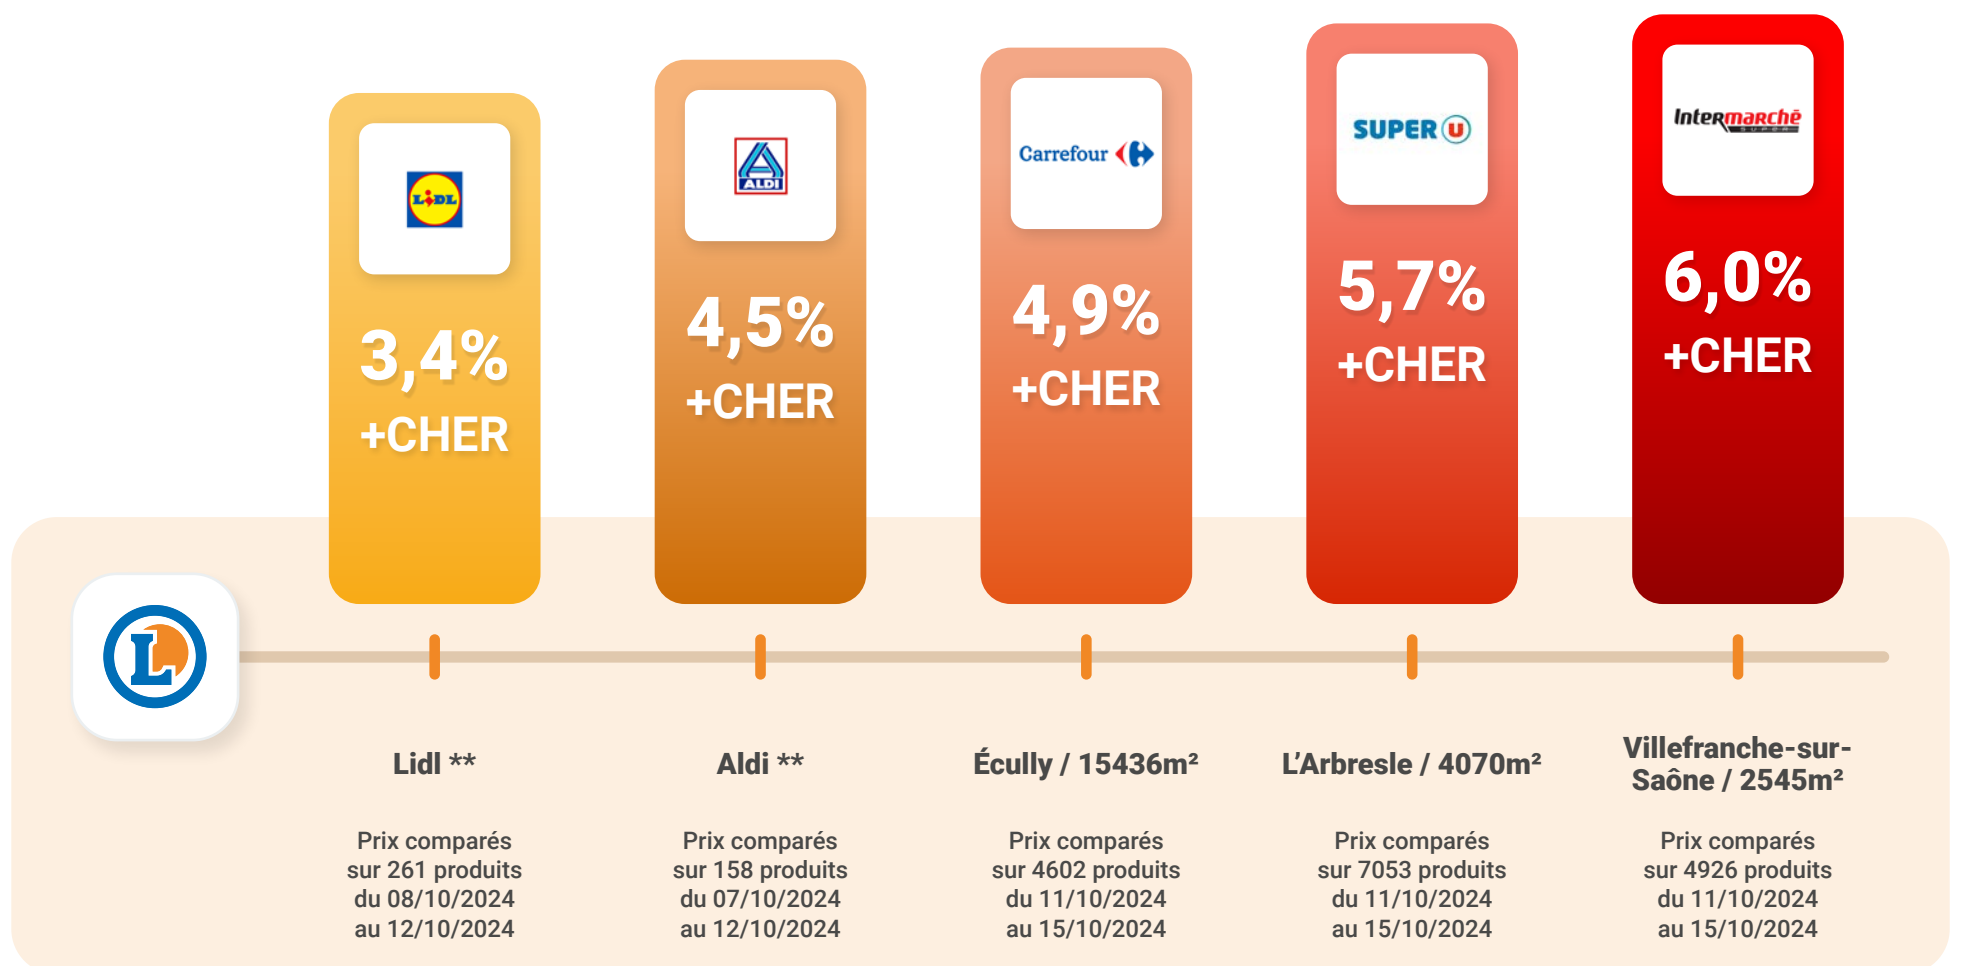 LIDL
3,4%
+CHER
ALDI
4,5%
+CHER
Carrefour
4,9%
+CHER
SUPER U
5,7%
+CHER
Intermarchē
SUPER
6,0%
+CHER
L
Lidl **
Prix comparés
sur 261 produits
du 08/10/2024
au 12/10/2024
Aldi **
Prix comparés
sur 158 produits
du 07/10/2024
au 12/10/2024
Écully / 15436m²
Prix comparés
sur 4602 produits
du 11/10/2024
au 15/10/2024
L’Arbresle / 4070m²
Prix comparés
sur 7053 produits
du 11/10/2024
au 15/10/2024
Villefranche-sur-
Saône / 2545m²
Prix comparés
sur 4926 produits
du 11/10/2024
au 15/10/2024